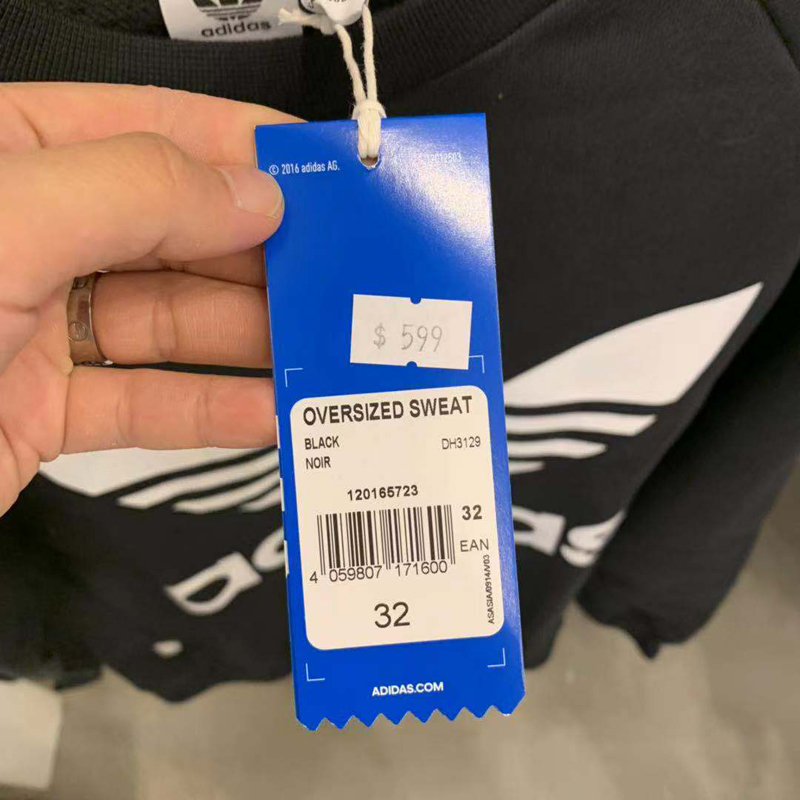 adidas
© 2016 adidas AG.
$ 599
OVERSIZED SWEAT
BLACK
DH3129
NOIR
120165723
32
EAN
4 059807 171600
32
ADIDAS.COM